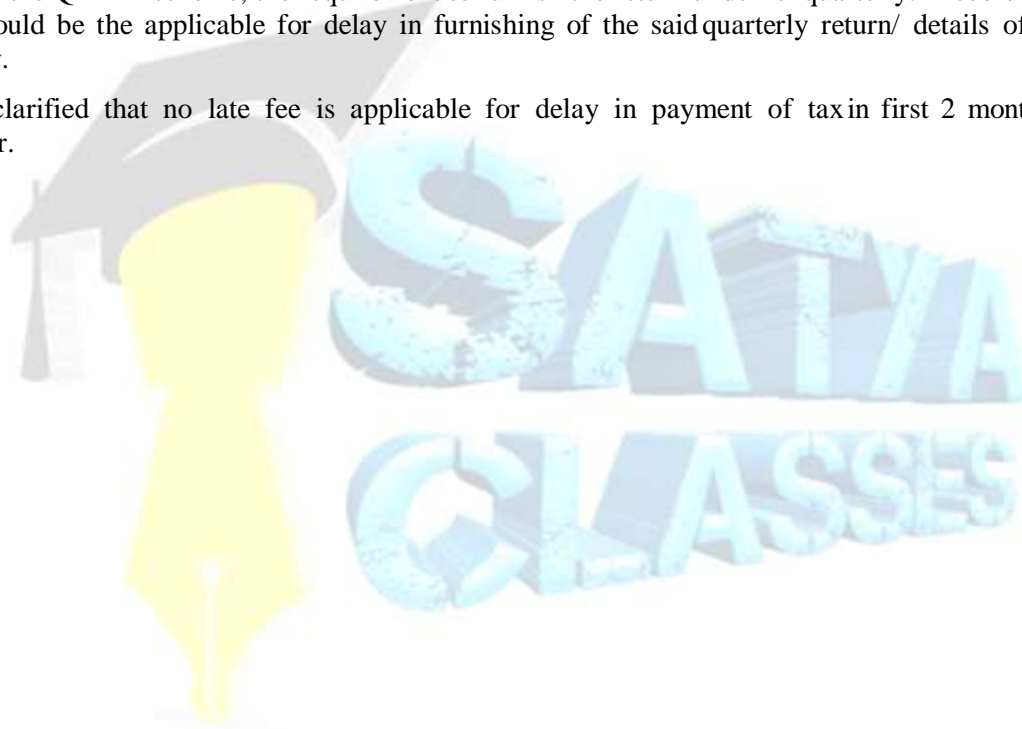 ould be the applicable for delay in furnishing of the said quarterly return/ details of
clarified that no late fee is applicable for delay in payment of tax in first 2
r.
SATYA
CLASSES